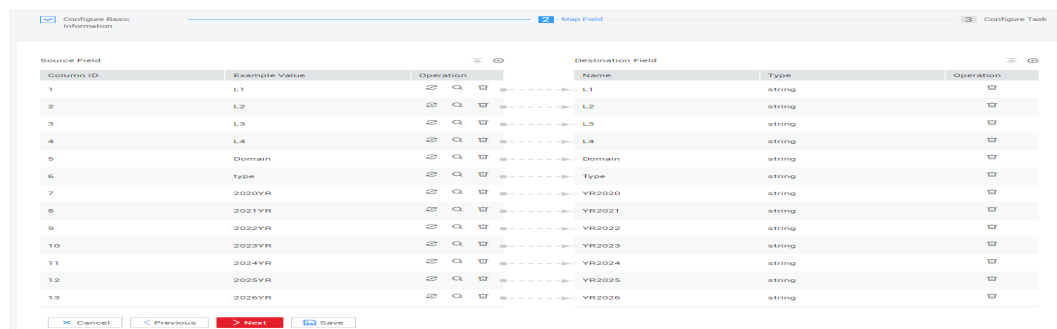 Configure Basic
Information
2 Map Field
3 Configure Task
Source Field
Destination Field
Column ID Example Value Operation Name Type Operation
1 L1 L1 string
2 L2 L2 string
3 L3 L3 string
4 L4 L4 string
5 Domain Domain string
6 type Type string
7 2020YR YR2020 string
8 2021YR YR2021 string
9 2022YR YR2022 string
10 2023YR YR2023 string
11 2024YR YR2024 string
12 2025YR YR2025 string
13 2026YR YR2026 string
× Cancel < Previous > Next Save